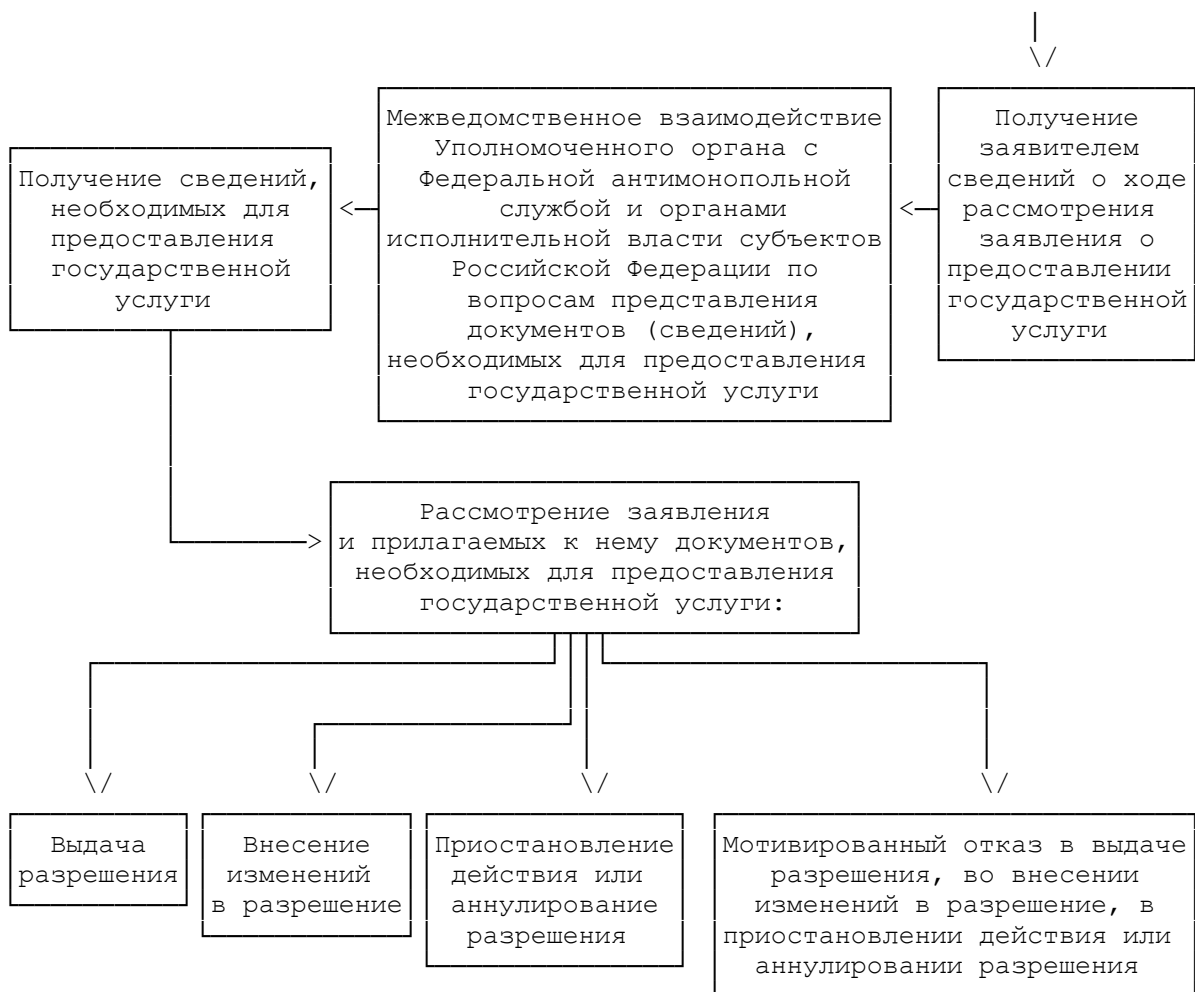 Получение
заявителем
сведений о ходе
рассмотрения
заявления о
предоставлении
государственной
услуги
Межведомственное взаимодействие
Уполномоченного органа с
Федеральной антимонопольной
службой и органами
исполнительной власти субъектов
Российской Федерации по
вопросам представления
документов (сведений),
необходимых для предоставления
государственной услуги
Получение сведений,
необходимых для
предоставления
государственной
услуги
Рассмотрение заявления
и прилагаемых к нему документов,
необходимых для предоставления
государственной услуги:
Выдача
разрешения
Внесение
изменений
в разрешение
Приостановление
действия или
аннулирование
разрешения
Мотивированный отказ в выдаче
разрешения, во внесении
изменений в разрешение, в
приостановлении действия или
аннулировании разрешения